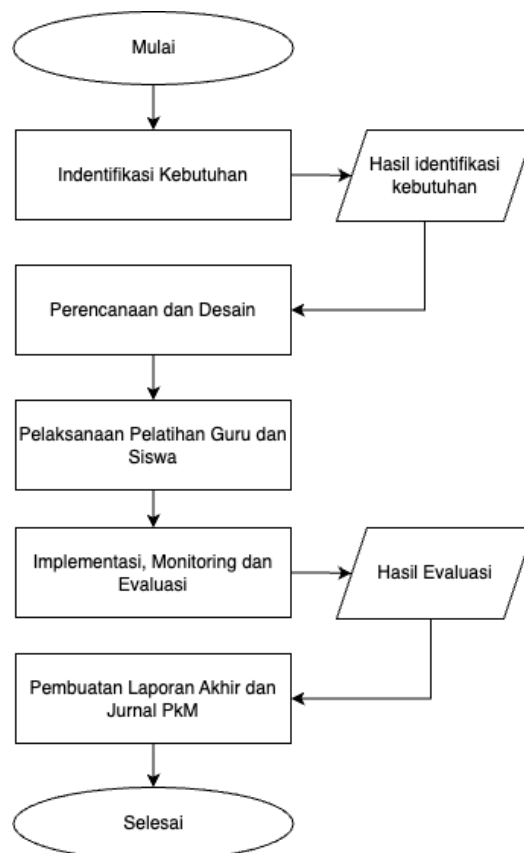 Mulai
Indentifikasi Kebutuhan
Hasil identifikasi
kebutuhan
Perencanaan dan Desain
Pelaksanaan Pelatihan Guru dan
Siswa
Implementasi, Monitoring dan
Evaluasi
Hasil Evaluasi
Pembuatan Laporan Akhir dan
Jurnal PkM
Selesai